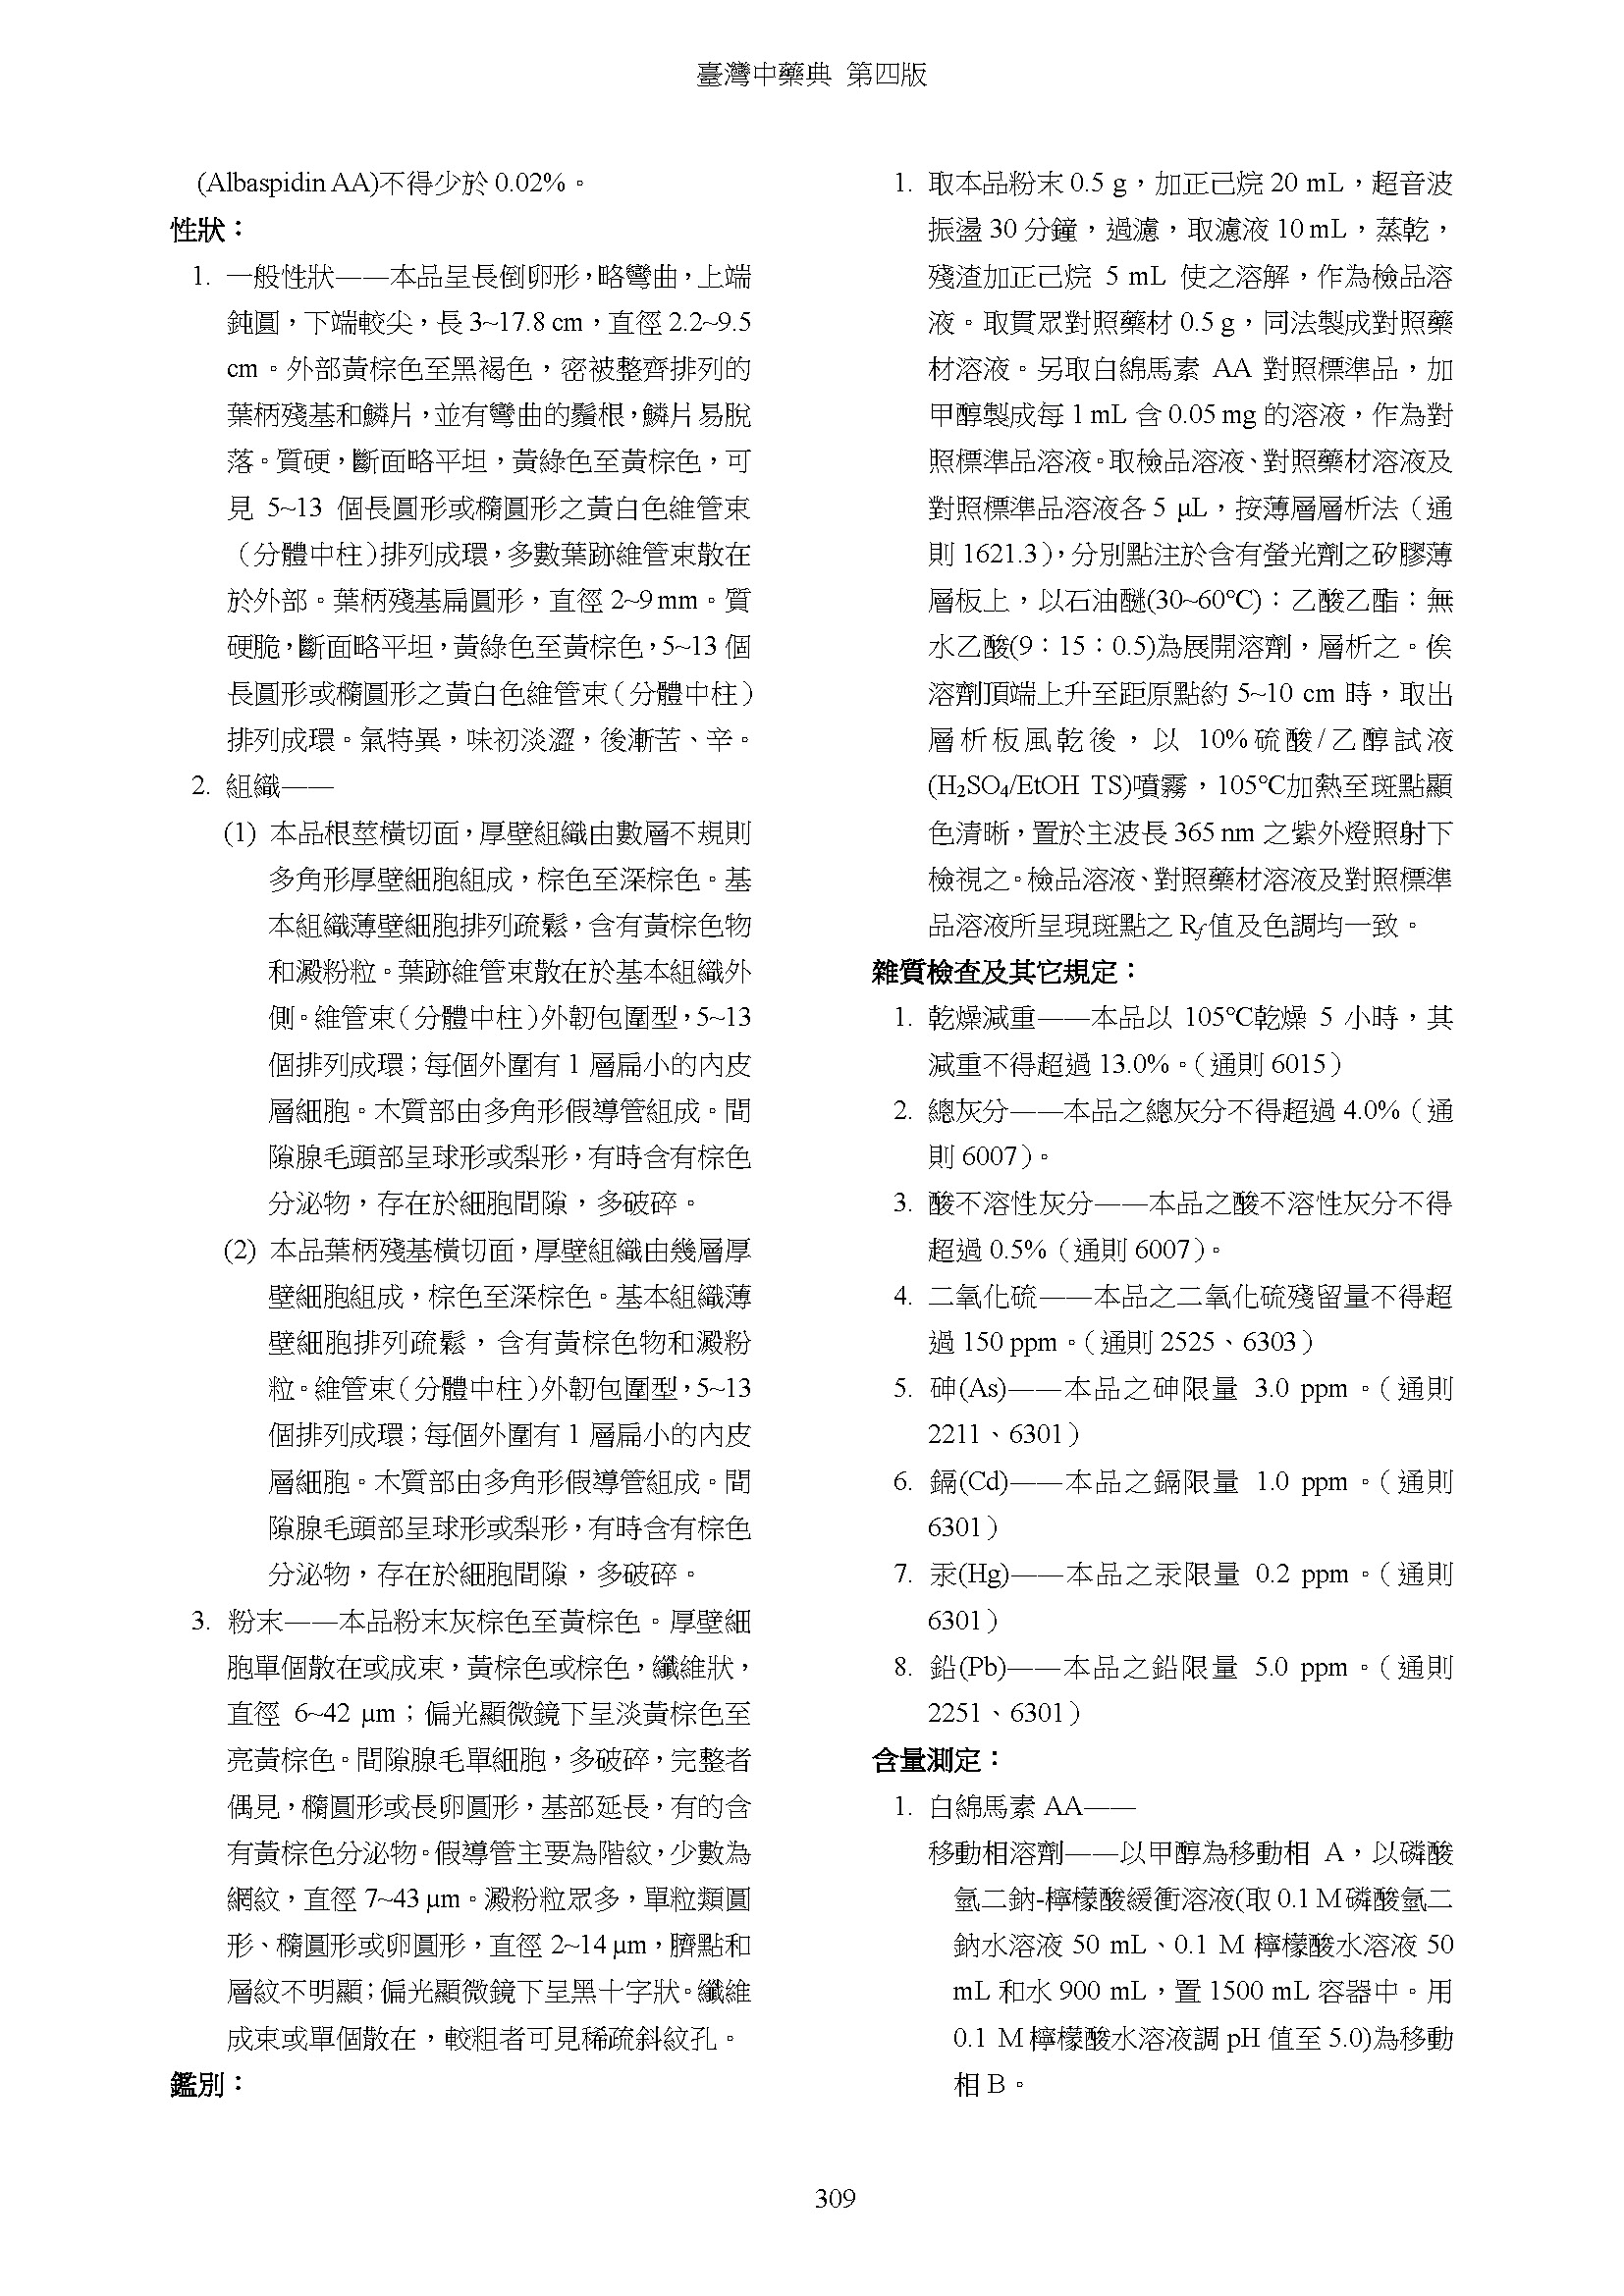 臺灣中藥典 第四版
(Albaspidin AA)不得少於 0.02%。
性狀：
1. 一般性狀——本品呈長倒卵形，略彎曲，上端
鈍圓，下端較尖，長 3~17.8 cm，直徑 2.2~9.5
cm。外部黃棕色至黑褐色，密被整齊排列的
葉柄殘基和鱗片，並有彎曲的鬚根，鱗片易脫
落。質硬，斷面略平坦，黃綠色至黃棕色，可
見 5~13 個長圓形或橢圓形之黃白色維管束
（分體中柱）排列成環，多數葉跡維管束散在
於外部。葉柄殘基扁圓形，直徑 2~9 mm。質
硬脆，斷面略平坦，黃綠色至黃棕色，5~13 個
長圓形或橢圓形之黃白色維管束（分體中柱）
排列成環。氣特異，味初淡澀，後漸苦、辛。
2. 組織——
(1) 本品根莖橫切面，厚壁組織由數層不規則
多角形厚壁細胞組成，棕色至深棕色。基
本組織薄壁細胞排列疏鬆，含有黃棕色物
和澱粉粒。葉跡維管束散在於基本組織外
側。維管束（分體中柱）外韌包圍型，5~13
個排列成環；每個外圍有 1 層扁小的內皮
層細胞。木質部由多角形假導管組成。間
隙腺毛頭部呈球形或梨形，有時含有棕色
分泌物，存在於細胞間隙，多破碎。
(2) 本品葉柄殘基橫切面，厚壁組織由幾層厚
壁細胞組成，棕色至深棕色。基本組織薄
壁細胞排列疏鬆，含有黃棕色物和澱粉
粒。維管束（分體中柱）外韌包圍型，5~13
個排列成環；每個外圍有 1 層扁小的內皮
層細胞。木質部由多角形假導管組成。間
隙腺毛頭部呈球形或梨形，有時含有棕色
分泌物，存在於細胞間隙，多破碎。
3. 粉末——本品粉末灰棕色至黃棕色。厚壁細
胞單個散在或成束，黃棕色或棕色，纖維狀，
直徑 6~42 μm；偏光顯微鏡下呈淡黃棕色至
亮黃棕色。間隙腺毛單細胞，多破碎，完整者
偶見，橢圓形或長卵圓形，基部延長，有的含
有黃棕色分泌物。假導管主要為階紋，少數為
網紋，直徑 7~43 μm。澱粉粒眾多，單粒類圓
形、橢圓形或卵圓形，直徑 2~14 μm，臍點和
層紋不明顯；偏光顯微鏡下呈黑十字狀。纖維
成束或單個散在，較粗者可見稀疏斜紋孔。
鑑別：
1. 取本品粉末 0.5 g，加正己烷 20 mL，超音波
振盪 30 分鐘，過濾，取濾液 10 mL，蒸乾，
殘渣加正己烷 5 mL 使之溶解，作為檢品溶
液。取貫眾對照藥材 0.5 g，同法製成對照藥
材溶液。另取白綿馬素 AA 對照標準品，加
甲醇製成每 1 mL 含 0.05 mg 的溶液，作為對
照標準品溶液。取檢品溶液、對照藥材溶液及
對照標準品溶液各 5 μL，按薄層層析法（通
則 1621.3），分別點注於含有螢光劑之矽膠薄
層板上，以石油醚(30~60℃)：乙酸乙酯：無
水乙酸(9：15：0.5)為展開溶劑，層析之。俟
溶劑頂端上升至距原點約 5~10 cm 時，取出
層析板風乾後，以 10%硫酸/乙醇試液
(H₂SO₄/EtOH TS)噴霧，105℃加熱至斑點顯
色清晰，置於主波長 365 nm 之紫外燈照射下
檢視之。檢品溶液、對照藥材溶液及對照標準
品溶液所呈現斑點之 Rf值及色調均一致。
雜質檢查及其它規定：
1. 乾燥減重——本品以 105℃乾燥 5 小時，其
減重不得超過 13.0%。（通則 6015）
2. 總灰分——本品之總灰分不得超過 4.0%（通
則 6007）。
3. 酸不溶性灰分——本品之酸不溶性灰分不得
超過 0.5%（通則 6007）。
4. 二氧化硫——本品之二氧化硫殘留量不得超
過 150 ppm。（通則 2525、6303）
5. 砷(As)——本品之砷限量 3.0 ppm。（通則
2211、6301）
6. 鎘(Cd)——本品之鎘限量 1.0 ppm。（通則
6301）
7. 汞(Hg)——本品之汞限量 0.2 ppm。（通則
6301）
8. 鉛(Pb)——本品之鉛限量 5.0 ppm。（通則
2251、6301）
含量測定：
1. 白綿馬素 AA——
移動相溶劑——以甲醇為移動相 A，以磷酸
氫二鈉-檸檬酸緩衝溶液(取 0.1 M 磷酸氫二
鈉水溶液 50 mL、0.1 M 檸檬酸水溶液 50
mL 和水 900 mL，置 1500 mL 容器中。用
0.1 M 檸檬酸水溶液調 pH 值至 5.0)為移動
相 B。
309